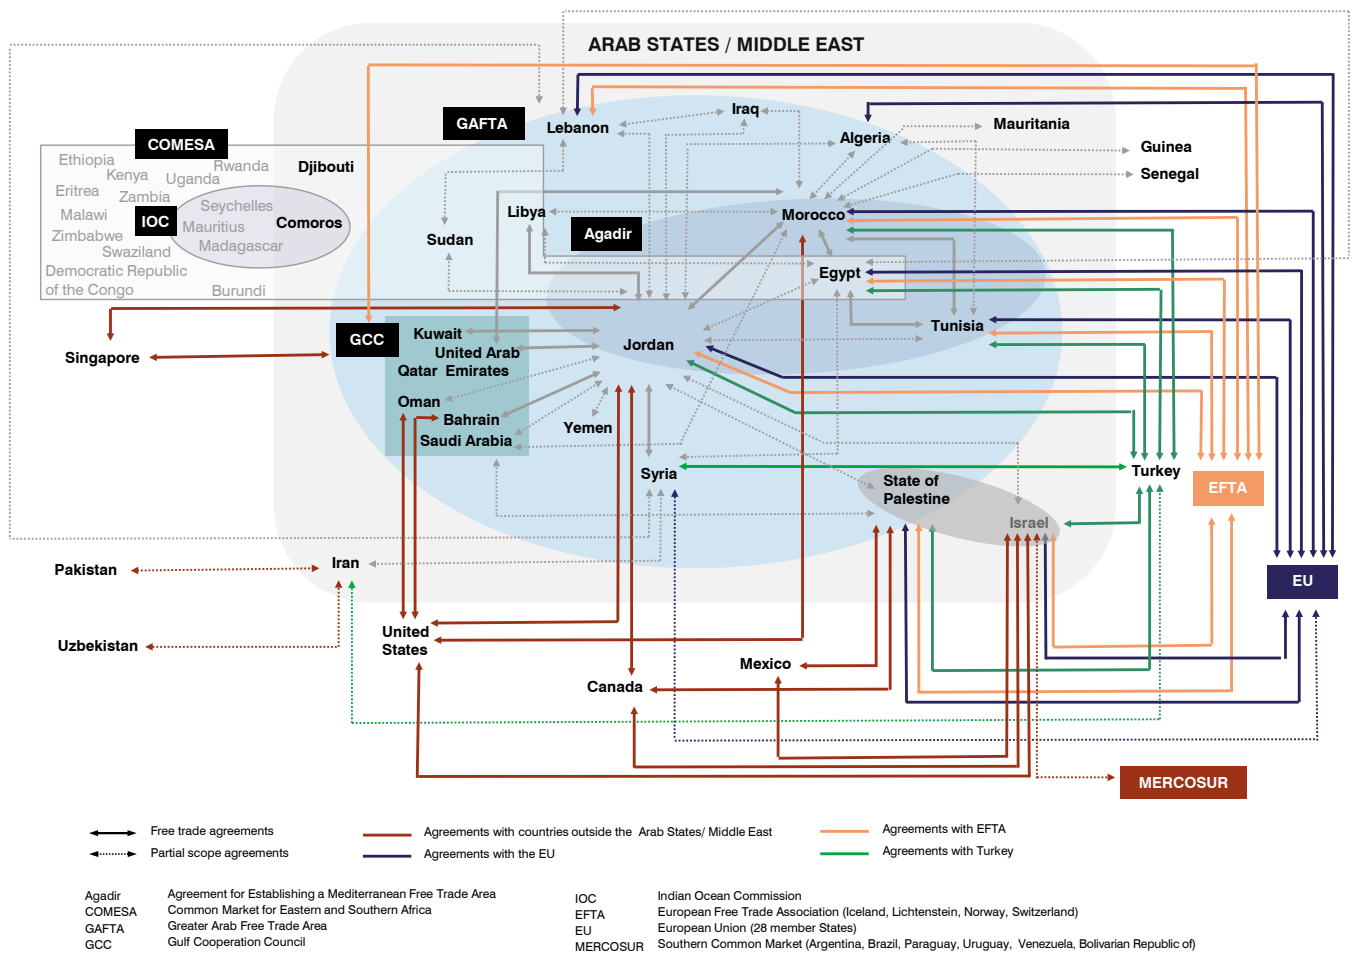 ARAB STATES / MIDDLE EAST
GAFTA
Lebanon
Iraq
Algeria
Mauritania
Guinea
Senegal
COMESA
Ethiopia
Rwanda
Djibouti
Kenya
Uganda
Eritrea
Zambia
Malawi
IOC
Seychelles
Mauritius
Comoros
Madagascar
Zimbabwe
Swaziland
Democratic Republic
of the Congo
Burundi
Libya
Sudan
Agadir
Morocco
Egypt
Tunisia
Jordan
Singapore
GCC
Kuwait
United Arab
Qatar Emirates
Oman
Bahrain
Saudi Arabia
Yemen
Syria
State of
Palestine
Israel
Turkey
EFTA
EU
Pakistan
Iran
Uzbekistan
United
States
Canada
Mexico
MERCOSUR
Free trade agreements
Partial scope agreements
Agreements with countries outside the Arab States/ Middle East
Agreements with the EU
Agreements with EFTA
Agreements with Turkey
Agadir Agreement for Establishing a Mediterranean Free Trade Area
COMESA Common Market for Eastern and Southern Africa
GAFTA Greater Arab Free Trade Area
GCC Gulf Cooperation Council
IOC Indian Ocean Commission
EFTA European Free Trade Association (Iceland, Lichtenstein, Norway, Switzerland)
EU European Union (28 member States)
MERCOSUR Southern Common Market (Argentina, Brazil, Paraguay, Uruguay, Venezuela, Bolivarian Republic of)